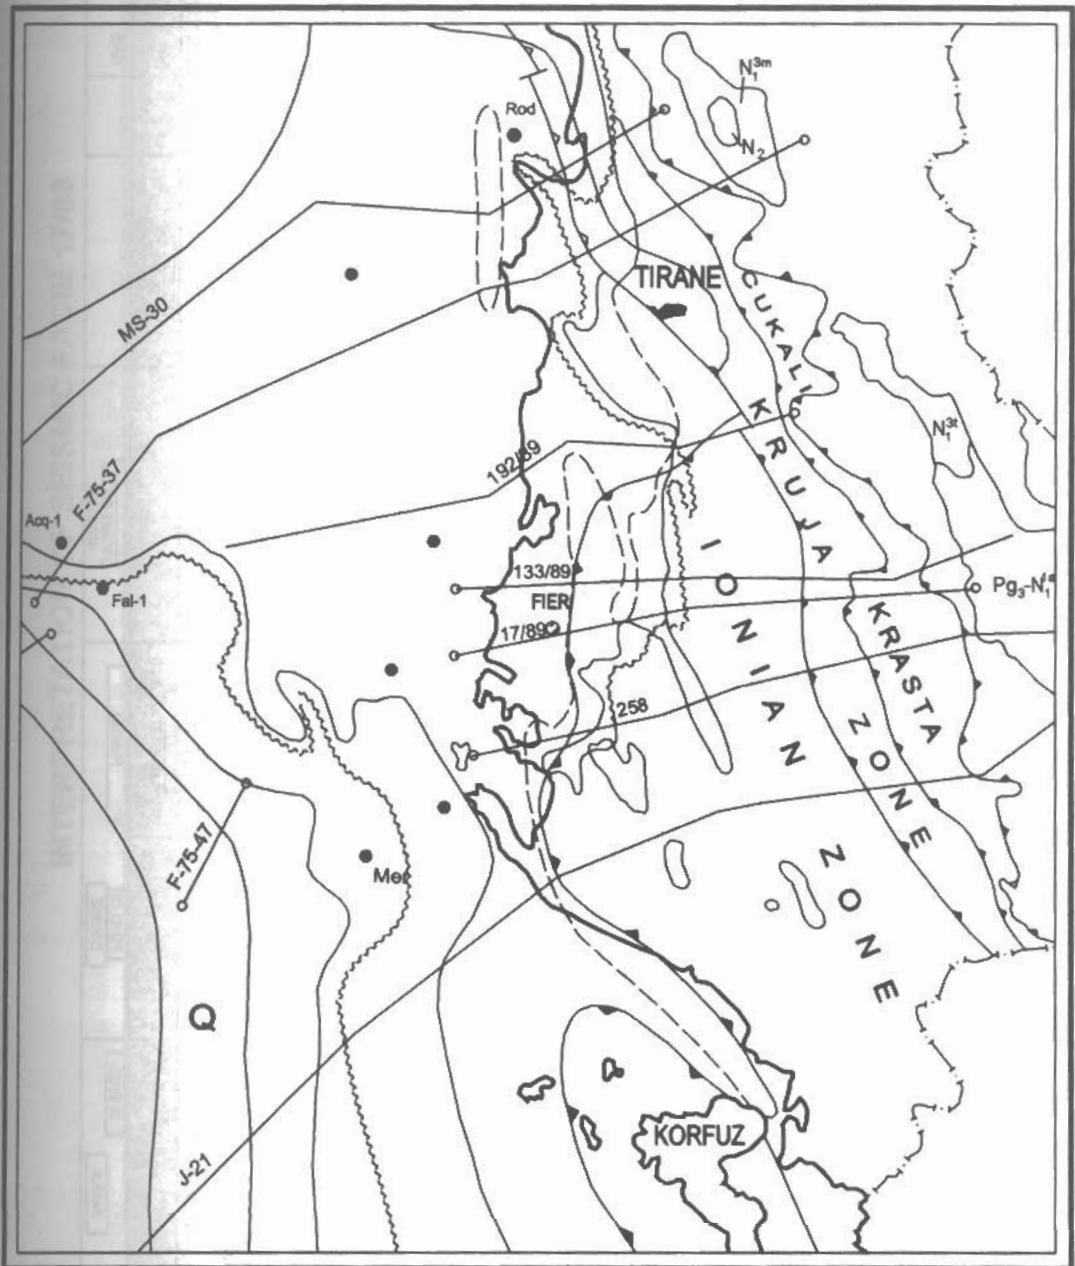 N₁³ᵐ
Rod
N₂
TIRANE
MS-30
CUKALI
F-75-37
192/89
N₁³ᵗ
KRUJA
Acq-1
Fal-1
133/89
FIER
17/89
Pg₃-N₁
IONIAN
KRASTA
258
ZONE
F-75-47
Mer
ZONE
Q
KORFUZ
J-21